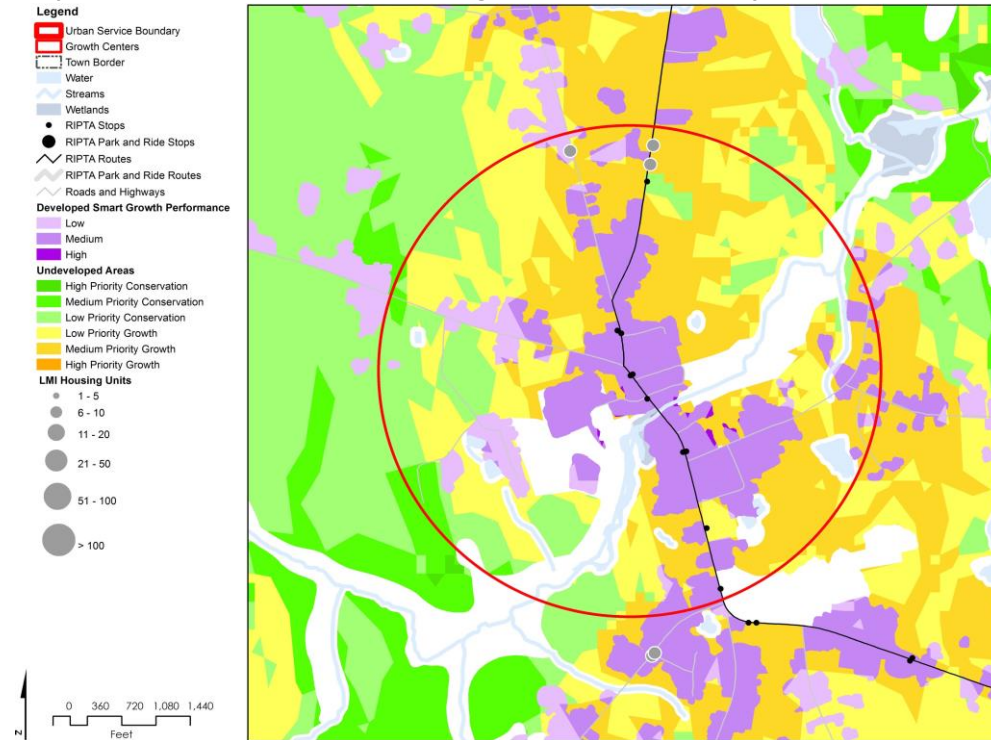 Legend
Urban Service Boundary
Growth Centers
Town Border
Water
Streams
Wetlands
RIPTA Stops
RIPTA Park and Ride Stops
RIPTA Routes
RIPTA Park and Ride Routes
Roads and Highways
Developed Smart Growth Performance
Low
Medium
High
Undeveloped Areas
High Priority Conservation
Medium Priority Conservation
Low Priority Conservation
Low Priority Growth
Medium Priority Growth
High Priority Growth
LMI Housing Units
1 - 5
6 - 10
11 - 20
21 - 50
51 - 100
> 100
0 360 720 1,080 1,440
Feet
N